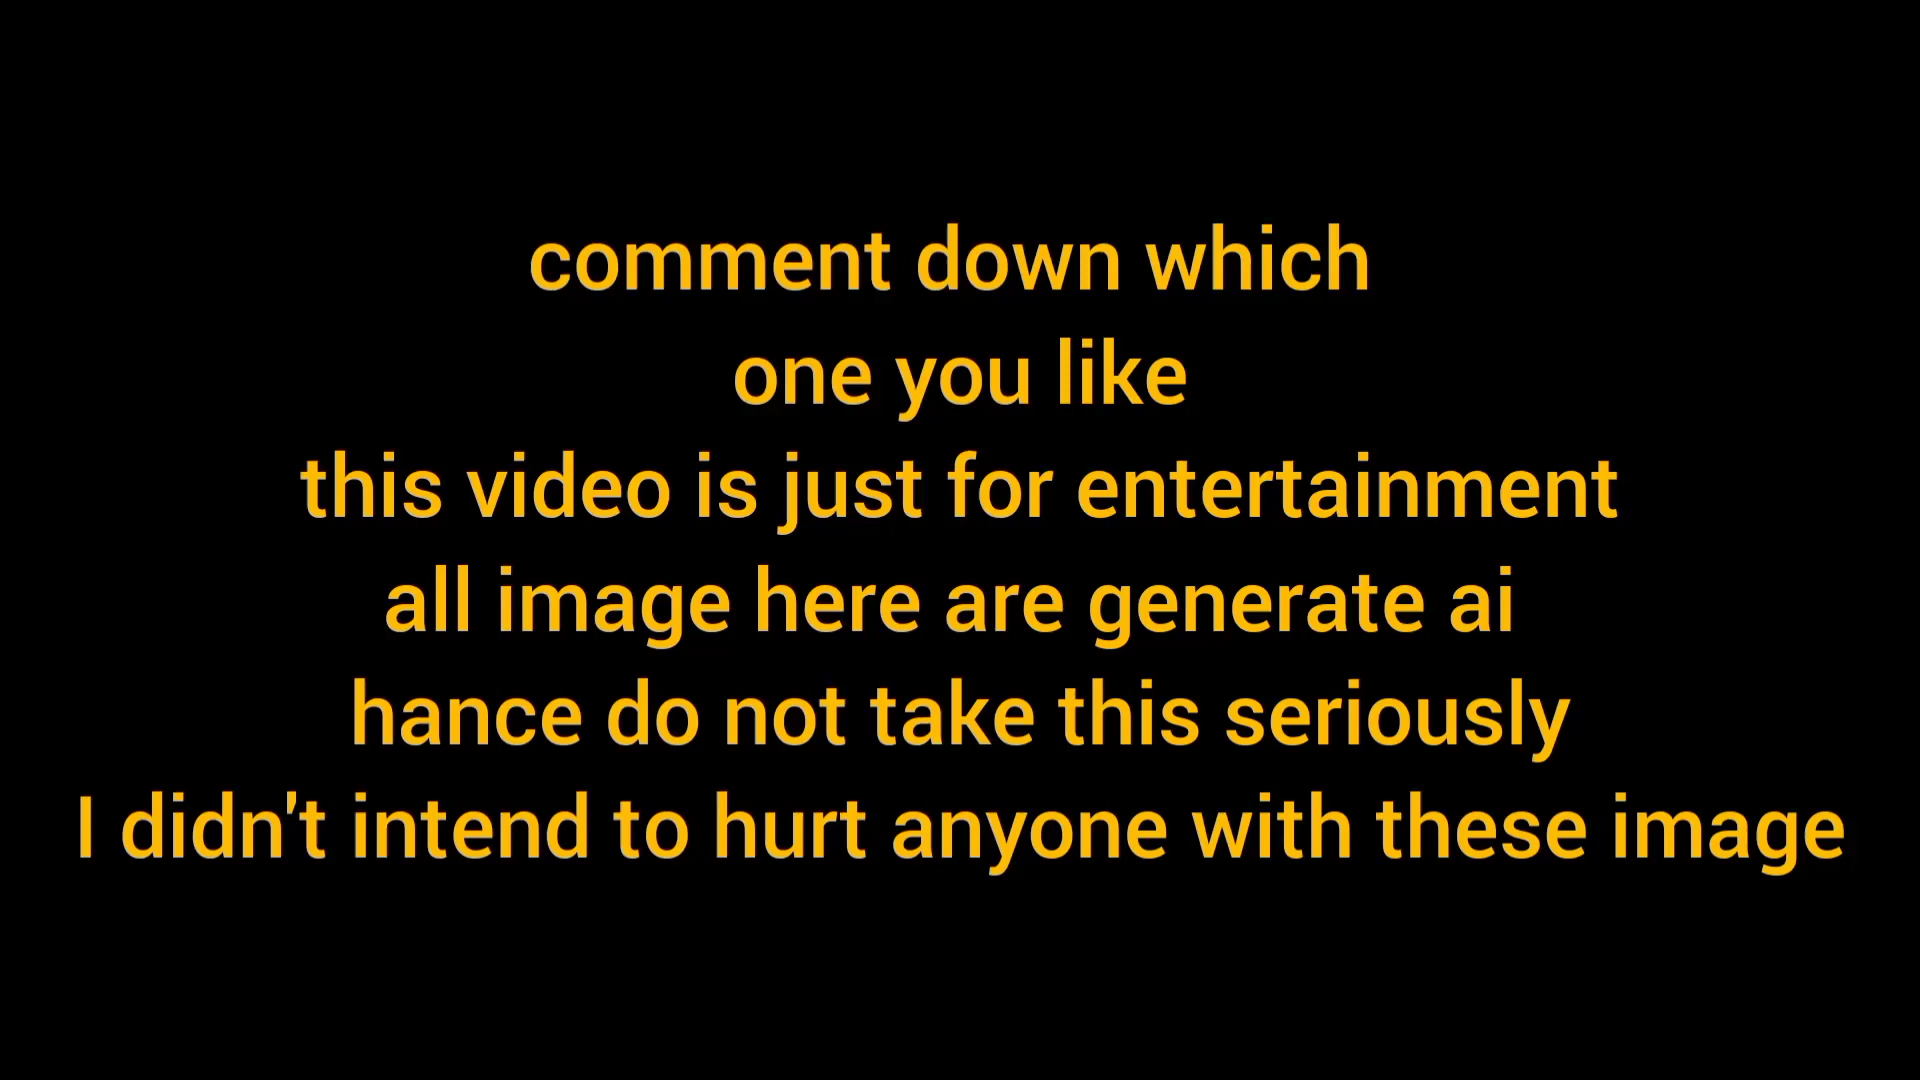 comment down which
one you like
this video is just for entertainment
all image here are generate ai
hance do not take this seriously
I didn't intend to hurt anyone with these image